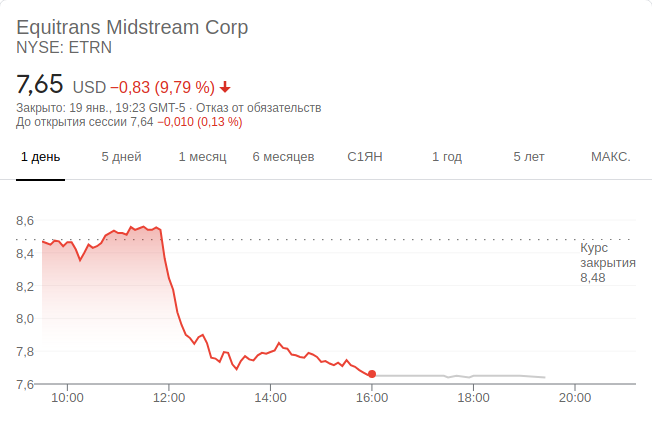 Equitrans Midstream Corp
NYSE: ETRN
7,65 USD −0,83 (9,79 %)
Закрыто: 19 янв., 19:23 GMT-5 · Отказ от обязательств
До открытия сессии 7,64 −0,010 (0,13 %)
1 день 5 дней 1 месяц 6 месяцев С1ЯН 1 год 5 лет МАКС.
8,6
8,4
8,2
8,0
7,8
7,6
Курс
закрытия
8,48
10:00 12:00 14:00 16:00 18:00 20:00